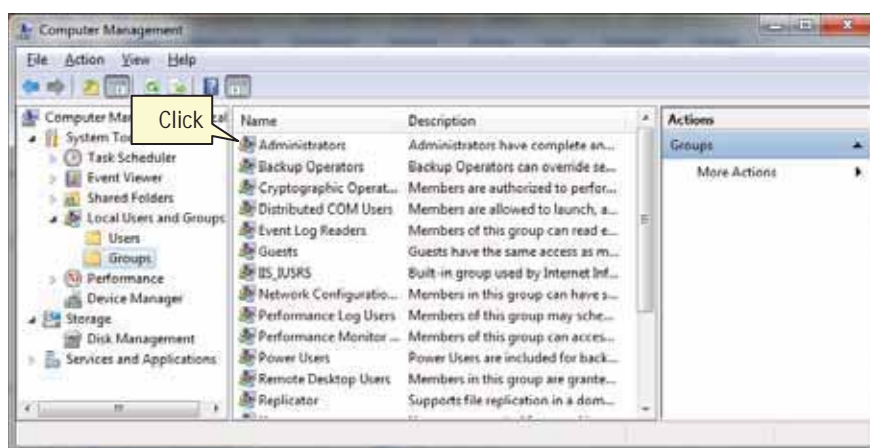 Computer Management
File Action View Help
Click
Computer Mar cal
System Too
Task Scheduler
Event Viewer
Shared Folders
Local Users and Groups
Users
Groups
Performance
Device Manager
Storage
Disk Management
Services and Applications
Name Description
Administrators Administrators have complete an...
Backup Operators Backup Operators can override se...
Cryptographic Operat... Members are authorized to perfor...
Distributed COM Users Members are allowed to launch, a...
Event Log Readers Members of this group can read e...
Guests Guests have the same access as m...
IIS_IUSRS Built-in group used by Internet Inf...
Network Configuratio... Members in this group can have s...
Performance Log Users Members of this group may sche...
Performance Monitor ... Members of this group can acces...
Power Users Power Users are included for back...
Remote Desktop Users Members in this group are grante...
Replicator Supports file replication in a dom...
Actions
Groups
More Actions